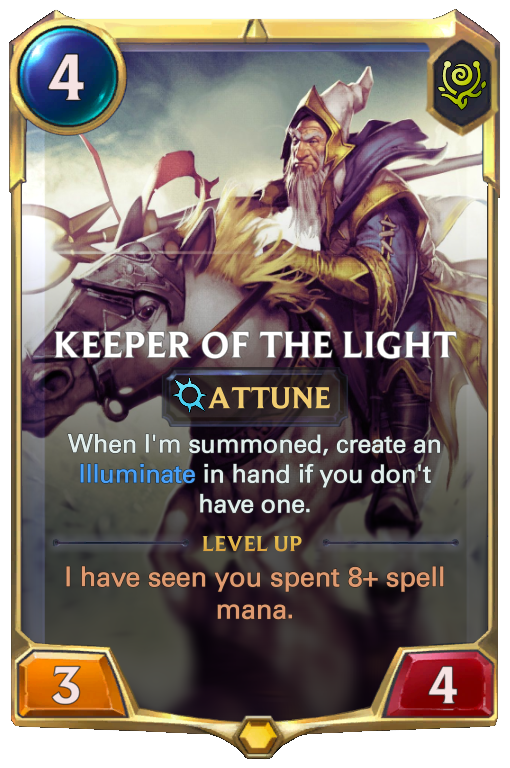 4
KEEPER OF THE LIGHT
ATTUNE
When I'm summoned, create an
Illuminate in hand if you don't
have one.
LEVEL UP
I have seen you spent 8+ spell
mana.
3
4